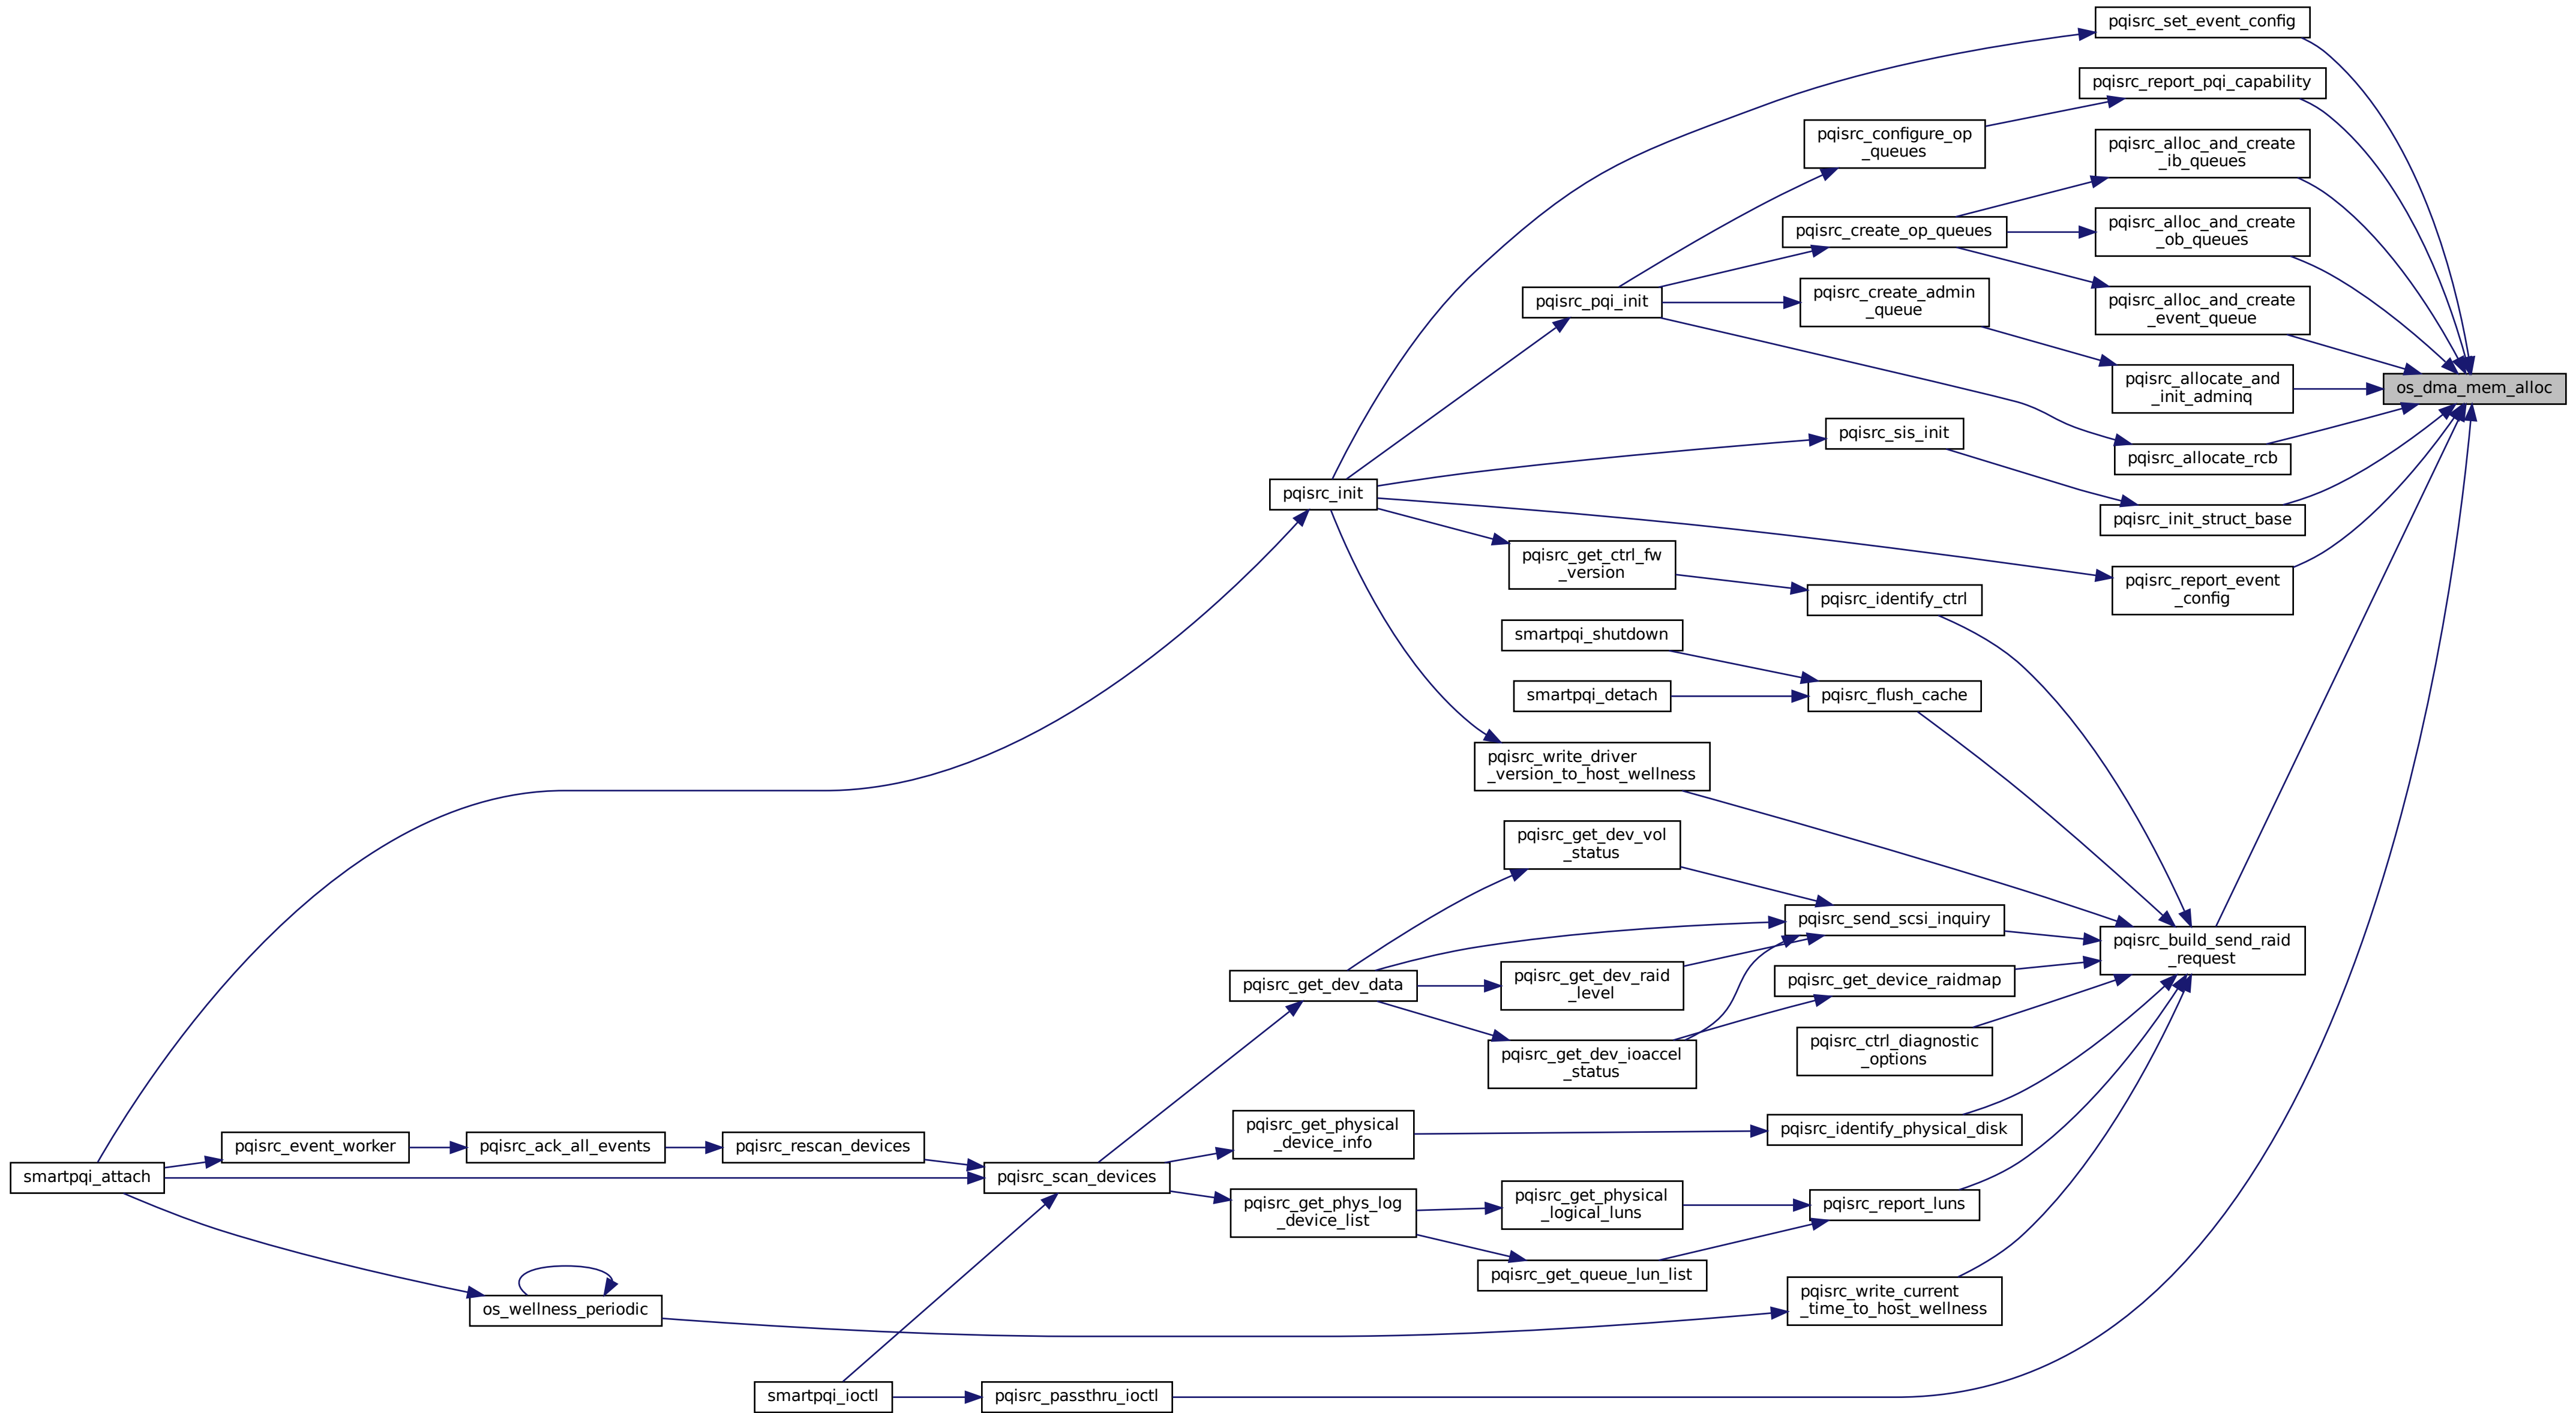 pqisrc_set_event_config
pqisrc_report_pqi_capability
pqisrc_configure_op
_queues
pqisrc_alloc_and_create
_ib_queues
pqisrc_create_op_queues
pqisrc_alloc_and_create
_ob_queues
pqisrc_pqi_init
pqisrc_create_admin
_queue
pqisrc_alloc_and_create
_event_queue
pqisrc_allocate_and
_init_adminq
os_dma_mem_alloc
pqisrc_sis_init
pqisrc_allocate_rcb
pqisrc_init
pqisrc_init_struct_base
pqisrc_get_ctrl_fw
_version
pqisrc_identify_ctrl
pqisrc_report_event
_config
smartpqi_shutdown
smartpqi_detach
pqisrc_flush_cache
pqisrc_write_driver
_version_to_host_wellness
pqisrc_get_dev_vol
_status
pqisrc_send_scsi_inquiry
pqisrc_build_send_raid
_request
pqisrc_get_dev_data
pqisrc_get_dev_raid
_level
pqisrc_get_device_raidmap
pqisrc_get_dev_ioaccel
_status
pqisrc_ctrl_diagnostic
_options
pqisrc_get_physical
_device_info
pqisrc_identify_physical_disk
pqisrc_event_worker
pqisrc_ack_all_events
pqisrc_rescan_devices
smartpqi_attach
pqisrc_scan_devices
pqisrc_get_phys_log
_device_list
pqisrc_get_physical
_logical_luns
pqisrc_report_luns
pqisrc_get_queue_lun_list
os_wellness_periodic
pqisrc_write_current
_time_to_host_wellness
smartpqi_ioctl
pqisrc_passthru_ioctl